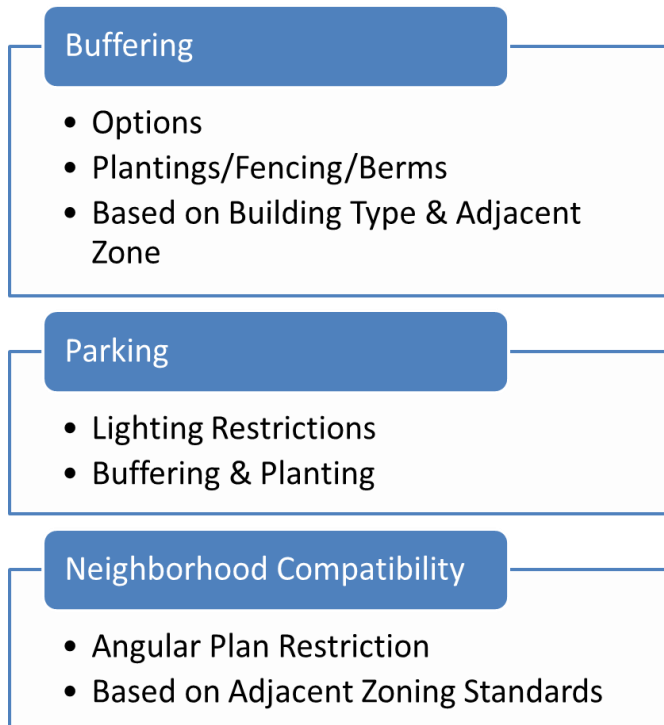 Buffering
• Options
• Plantings/Fencing/Berms
• Based on Building Type & Adjacent
Zone
Parking
• Lighting Restrictions
• Buffering & Planting
Neighborhood Compatibility
• Angular Plan Restriction
• Based on Adjacent Zoning Standards